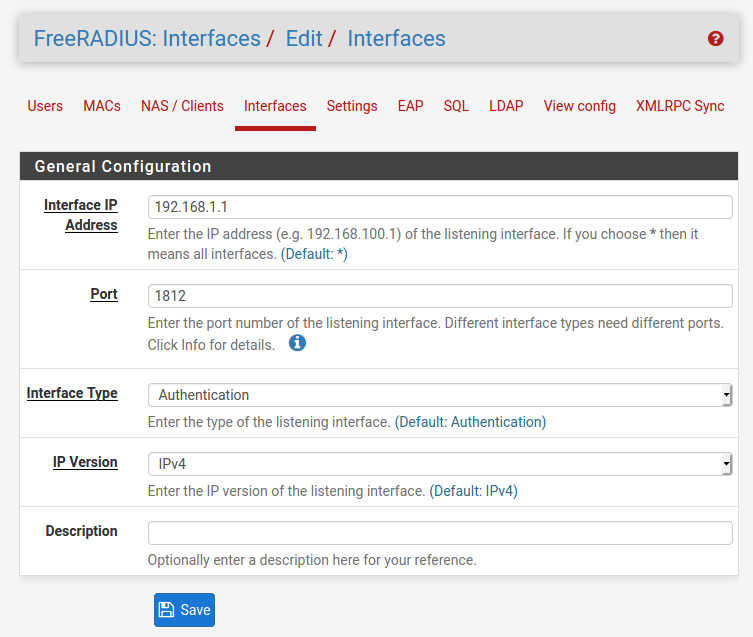 FreeRADIUS: Interfaces / Edit / Interfaces
Users MACs NAS / Clients Interfaces Settings EAP SQL LDAP View config XMLRPC Sync
General Configuration
Interface IP Address
192.168.1.1
Enter the IP address (e.g. 192.168.100.1) of the listening interface. If you choose * then it
means all interfaces. (Default: *)
Port
1812
Enter the port number of the listening interface. Different interface types need different ports.
Click Info for details.
Interface Type
Authentication
Enter the type of the listening interface. (Default: Authentication)
IP Version
IPv4
Enter the IP version of the listening interface. (Default: IPv4)
Description
Optionally enter a description here for your reference.
Save